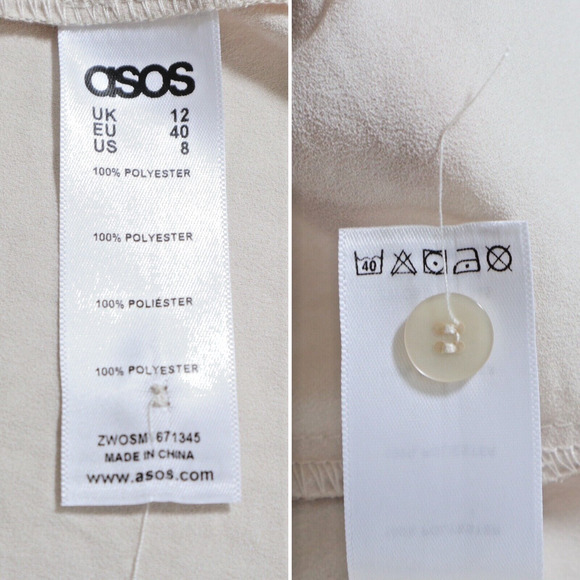 asos
UK 12
EU 40
US 8
100% POLYESTER
100% POLYESTER
100% POLIÉSTER
100% POLYESTER
ZWOSM 671345
MADE IN CHINA
www.asos.com
40